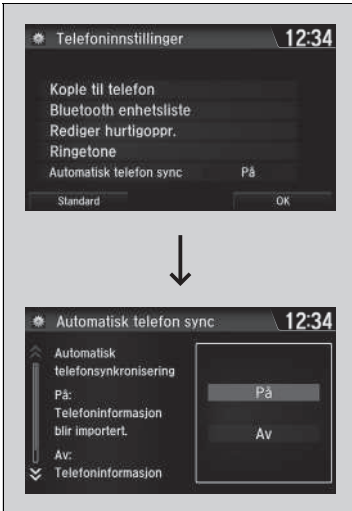 Telefoninnstillinger 12:34
Kople til telefon
Bluetooth enhetsliste
Rediger hurtigoppr.
Ringetone
Automatisk telefon sync På
Standard OK
Automatisk telefon sync 12:34
Automatisk
telefonsynkronisering
På:
Telefoninformasjon
blir importert.
Av:
Telefoninformasjon
På
Av